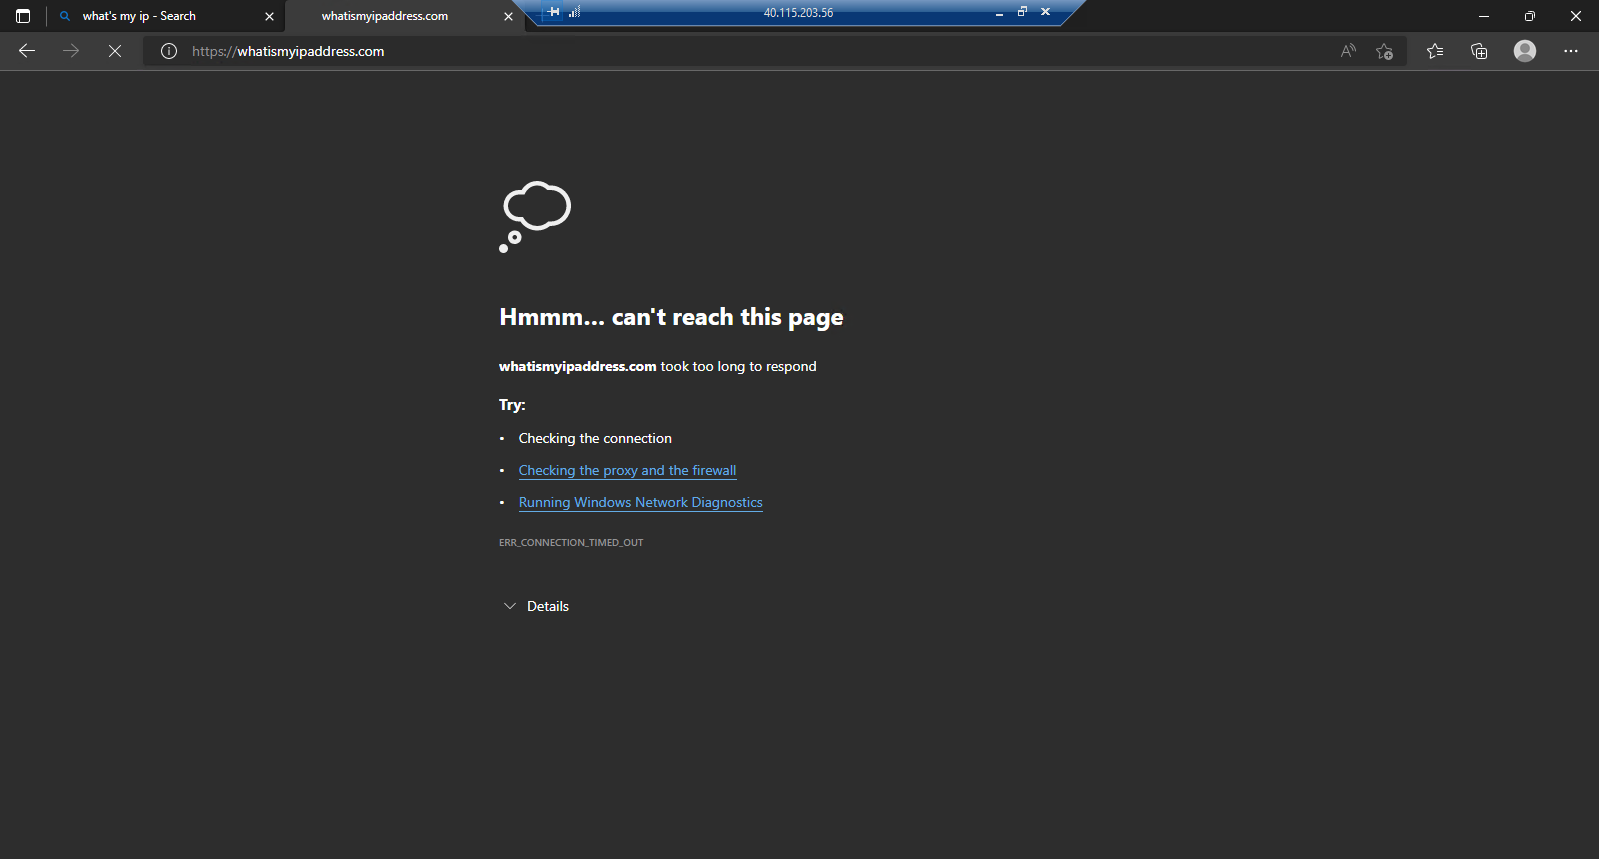 what's my ip - Search
whatismyipaddress.com
40.115.203.56
https://whatismyipaddress.com
Hmmm... can't reach this page
whatismyipaddress.com took too long to respond
Try:
• Checking the connection
• Checking the proxy and the firewall
• Running Windows Network Diagnostics
ERR_CONNECTION_TIMED_OUT
Details